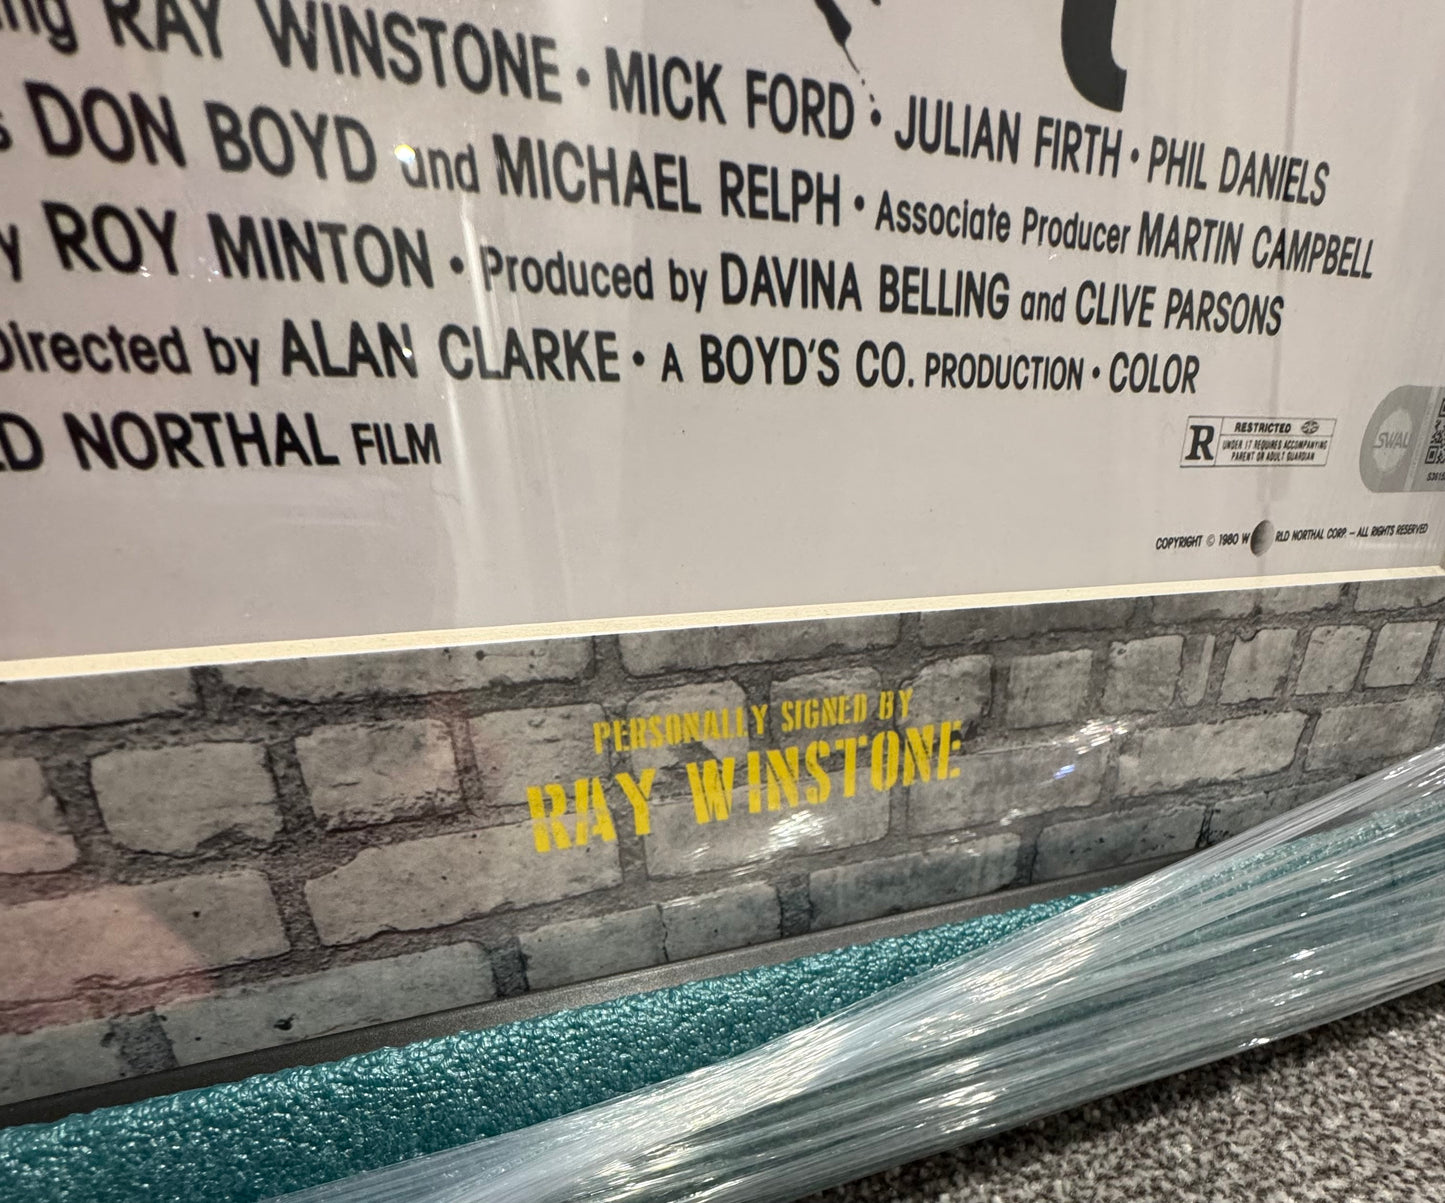 ng RAY WINSTONE • MICK FORD • JULIAN FIRTH • PHIL DANIELS
s DON BOYD and MICHAEL RELPH • Associate Producer MARTIN CAMPBELL
y ROY MINTON • Produced by DAVINA BELLING and CLIVE PARSONS
Directed by ALAN CLARKE • A BOYD'S CO. PRODUCTION • COLOR
LD NORTHAL FILM
R RESTRICTED
UNDER 17 REQUIRES ACCOMPANYING
PARENT OR ADULT GUARDIAN
SWAU
COPYRIGHT © 1980 W RLD NORTHAL CORP. – ALL RIGHTS RESERVED
PERSONALLY SIGNED BY
RAY WINSTONE